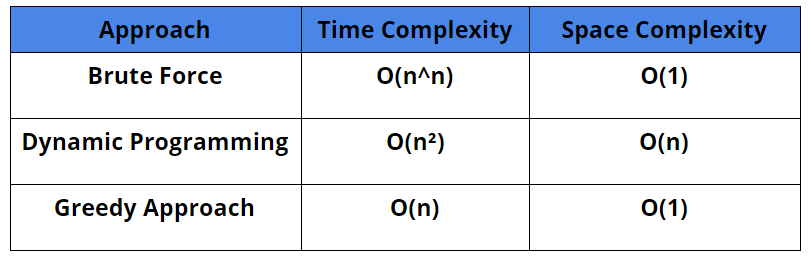 Approach Time Complexity Space Complexity
Brute Force O(n^n) O(1)
Dynamic Programming O(n²) O(n)
Greedy Approach O(n) O(1)